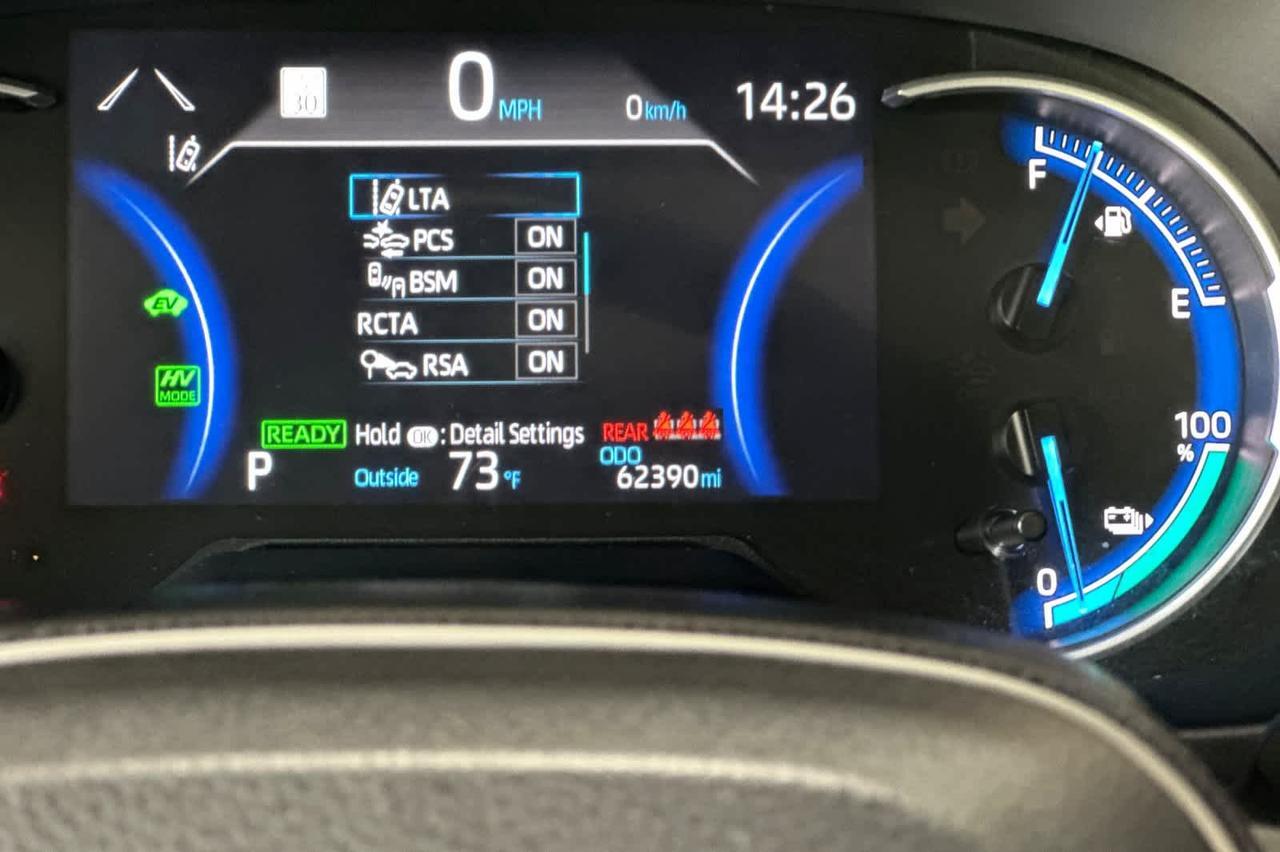 30
0 MPH
0 km/h
14:26
LTA
PCS ON
BSM ON
RCTA ON
RSA ON
EV
HV
MODE
READY
Hold OK : Detail Settings
REAR
P
Outside 73 °F
ODO
62390 mi
F
E
100
%
0